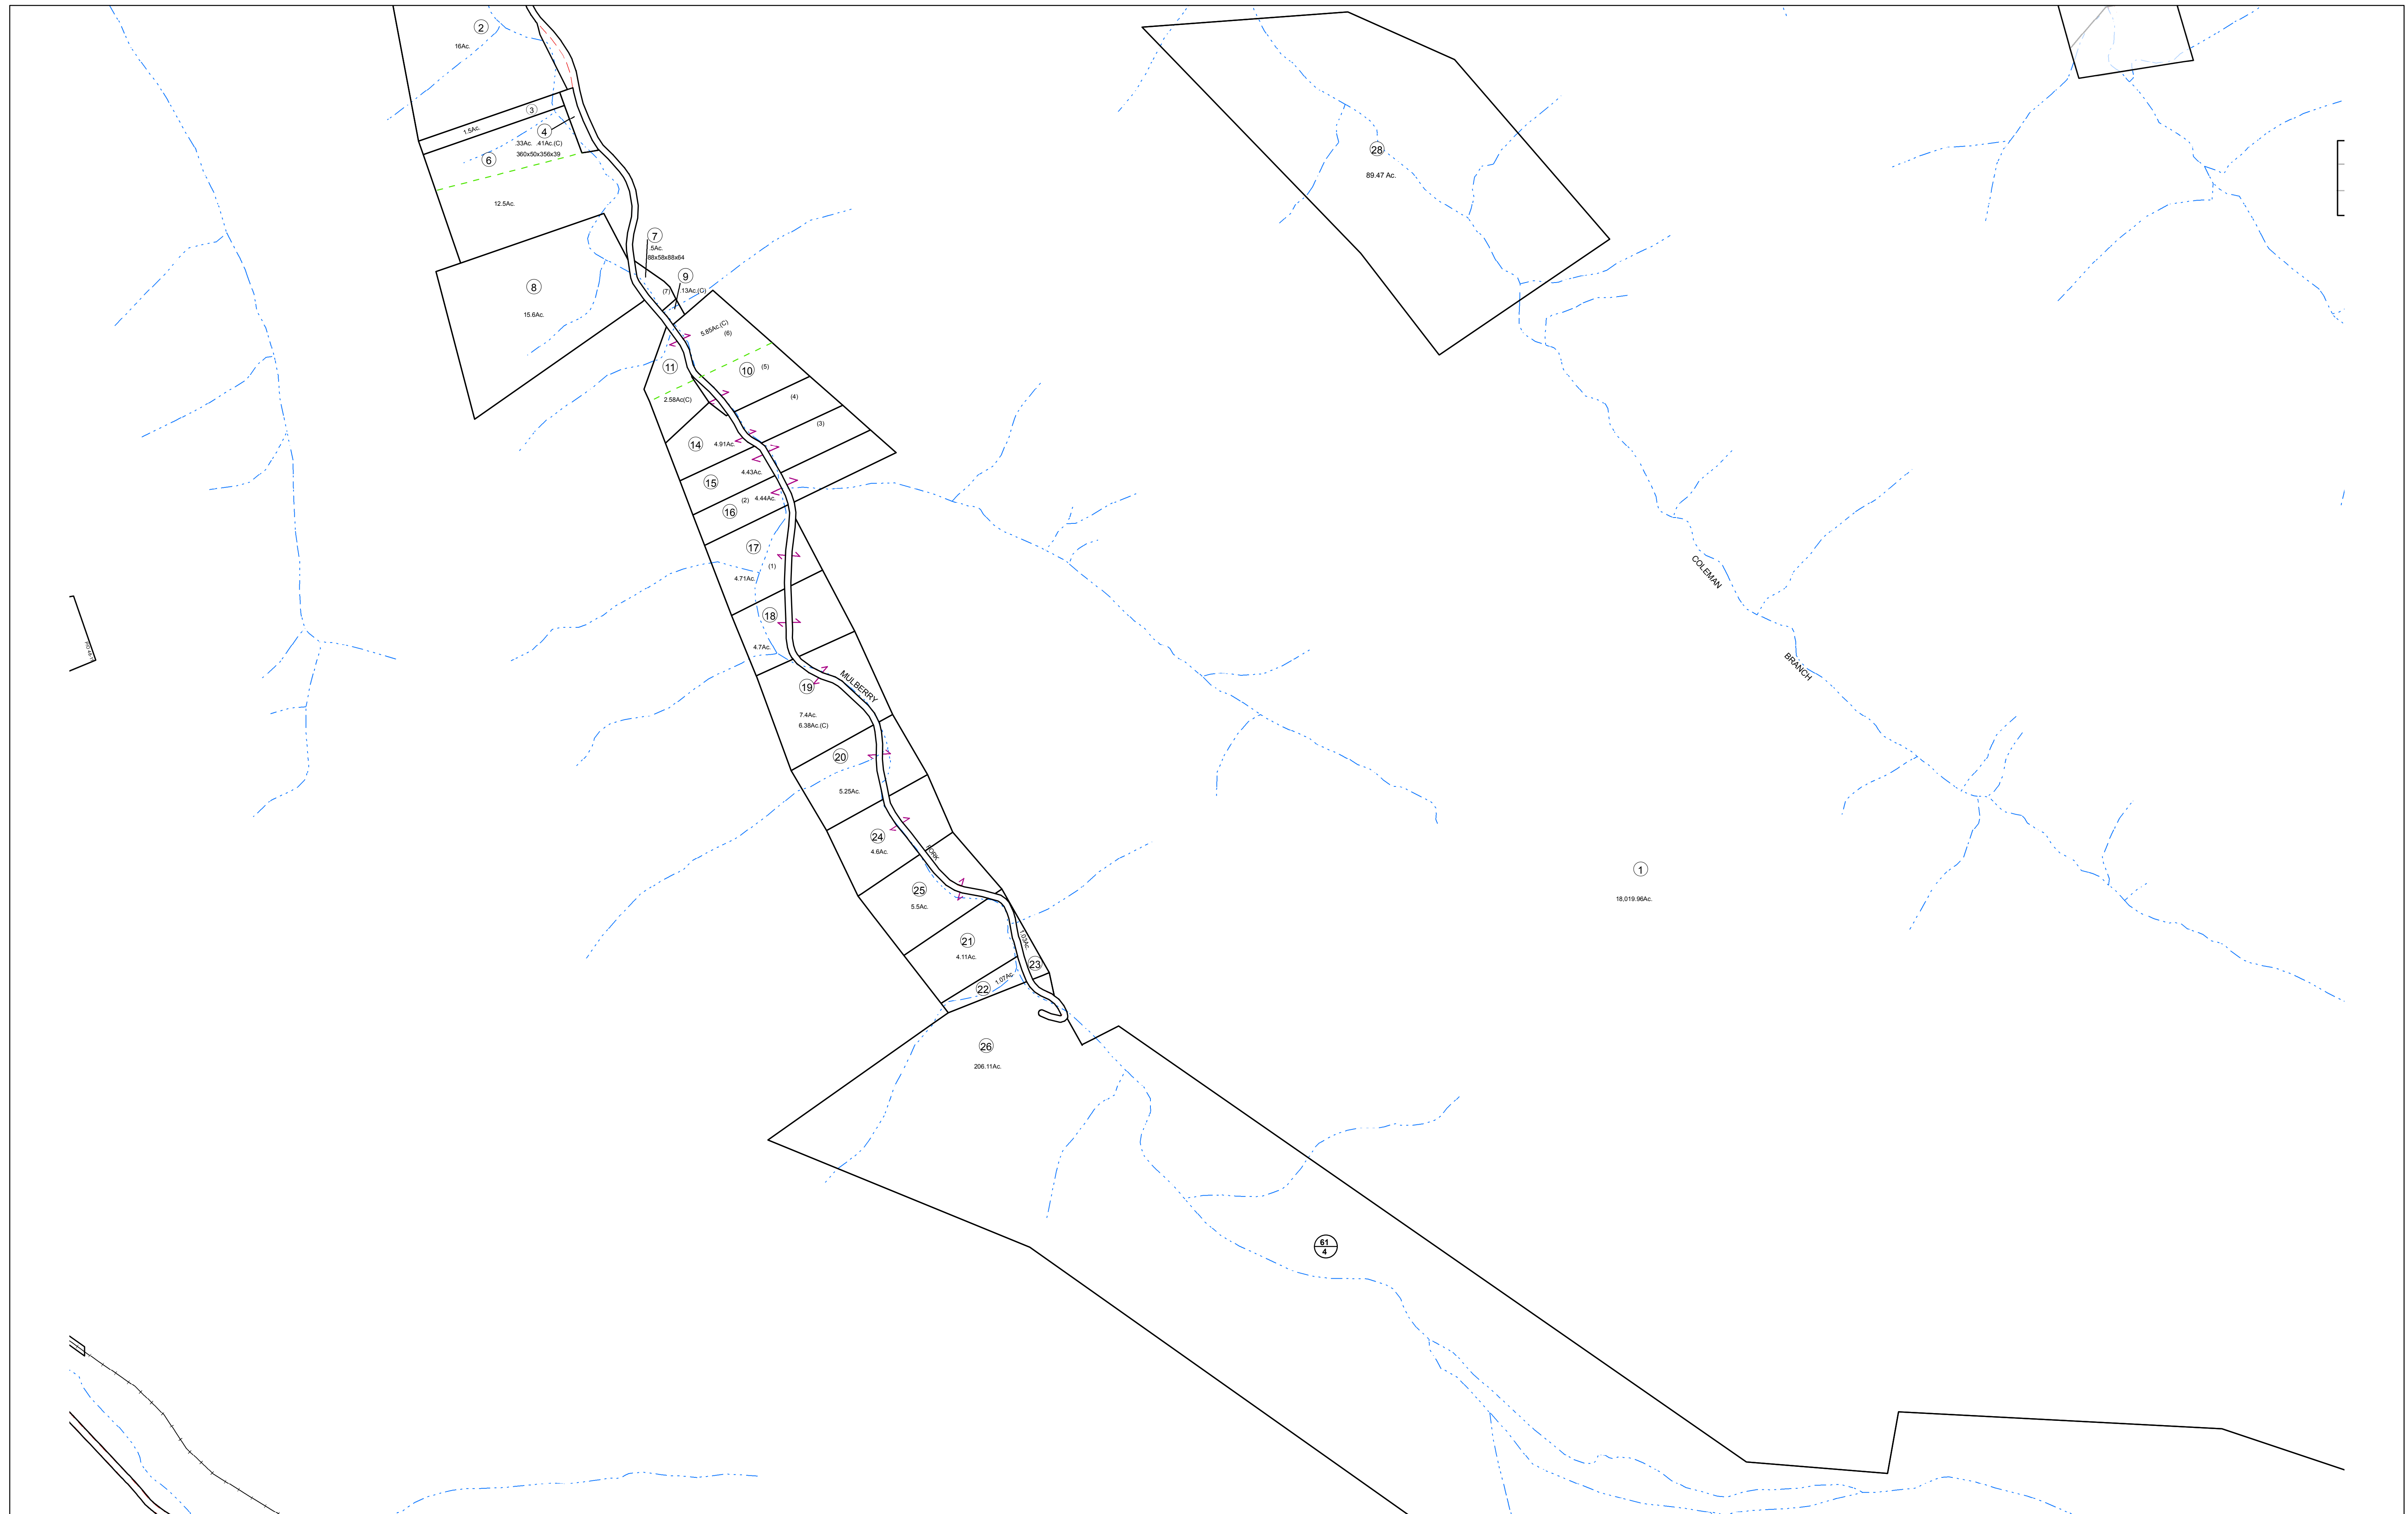 2
16Ac.
3
1.5Ac.
4
.33Ac. .41Ac.(C)
360x50x356x39
6
12.5Ac.
28
89.47 Ac.
7
.5Ac.
88x58x88x64
9
(7)
.13Ac.(C)
8
15.6Ac.
5.85Ac.(C)
(6)
11
10
(5)
2.58Ac(C)
(4)
(3)
14
4.91Ac.
4.43Ac.
15
(2)
4.44Ac.
16
17
(1)
4.71Ac.
COLEMAN
18
4.7Ac.
BRANCH
19
MULBERRY
7.4Ac.
6.38Ac.(C)
20
5.25Ac.
24
4.6Ac.
FORK
1
18,019.96Ac.
25
5.5Ac.
21
4.11Ac.
1.03Ac.
23
1.07Ac.
22
26
206.11Ac.
61
4